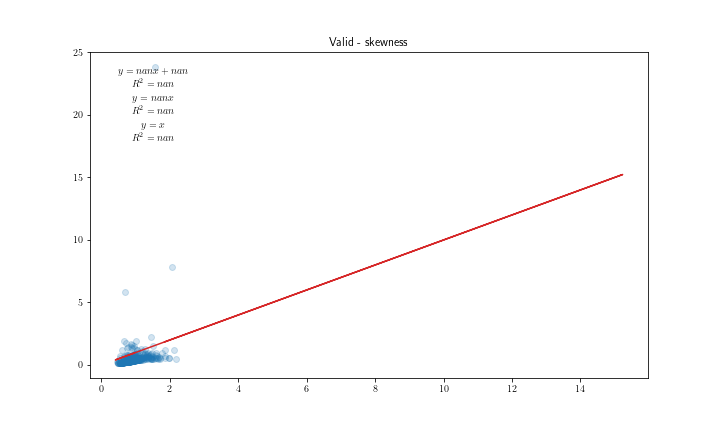 Valid - skewness
25
y = nanx + nan
R² = nan
y = nanx
R² = nan
y = x
R² = nan
20
15
10
5
0
0 2 4 6 8 10 12 14